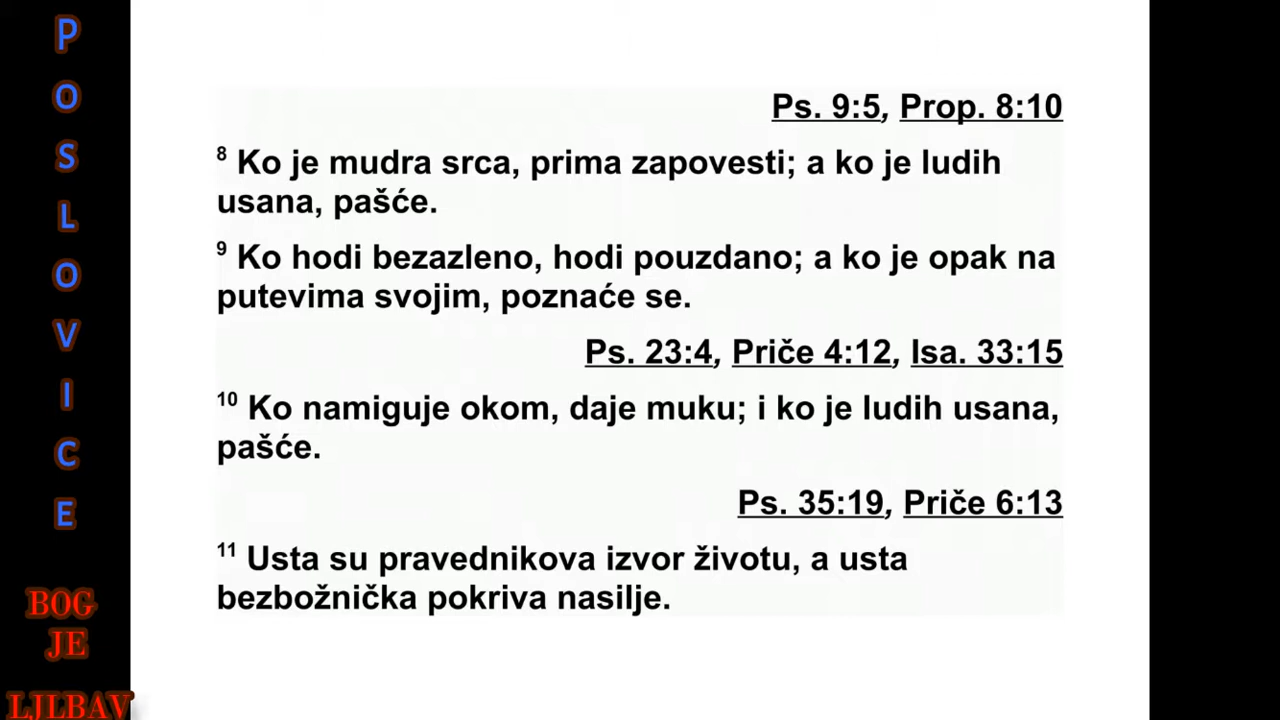 POSLOVICE
BOG
JE
LJLBAV
Ps. 9:5, Prop. 8:10
8 Ko je mudra srca, prima zapovesti; a ko je ludih
usana, pašće.
9 Ko hodi bezazleno, hodi pouzdano; a ko je opak na
putevima svojim, poznaće se.
Ps. 23:4, Priče 4:12, Isa. 33:15
10 Ko namiguje okom, daje muku; i ko je ludih usana,
pašće.
Ps. 35:19, Priče 6:13
11 Usta su pravednikova izvor životu, a usta
bezbožnička pokriva nasilje.